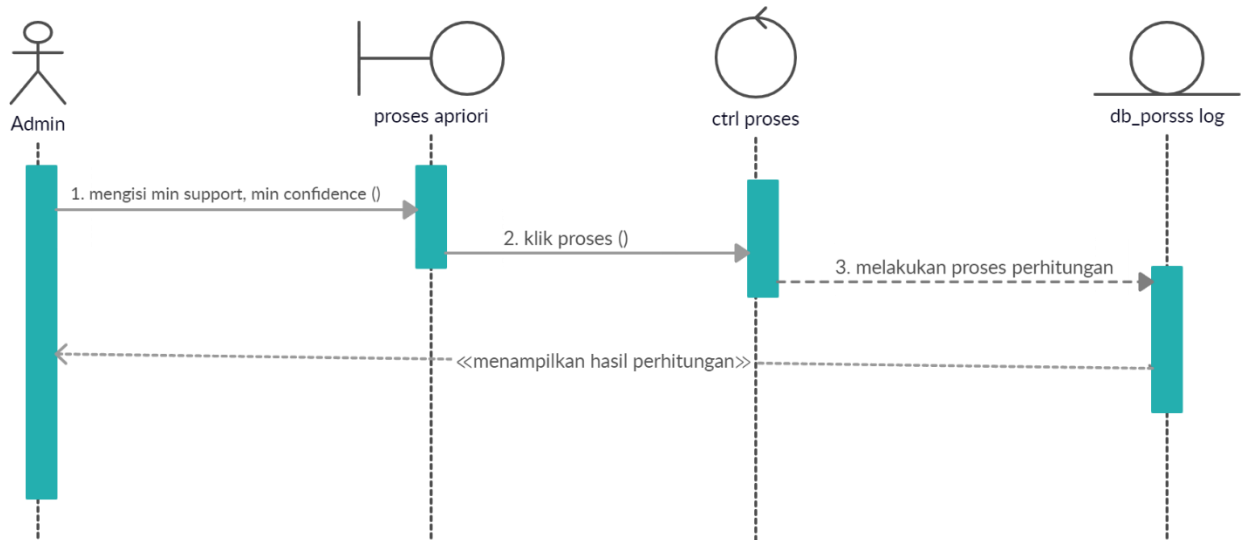 Admin
proses apriori
ctrl proses
db_porsss log
1. mengisi min support, min confidence ()
2. klik proses ()
3. melakukan proses perhitungan
≪menampilkan hasil perhitungan≫